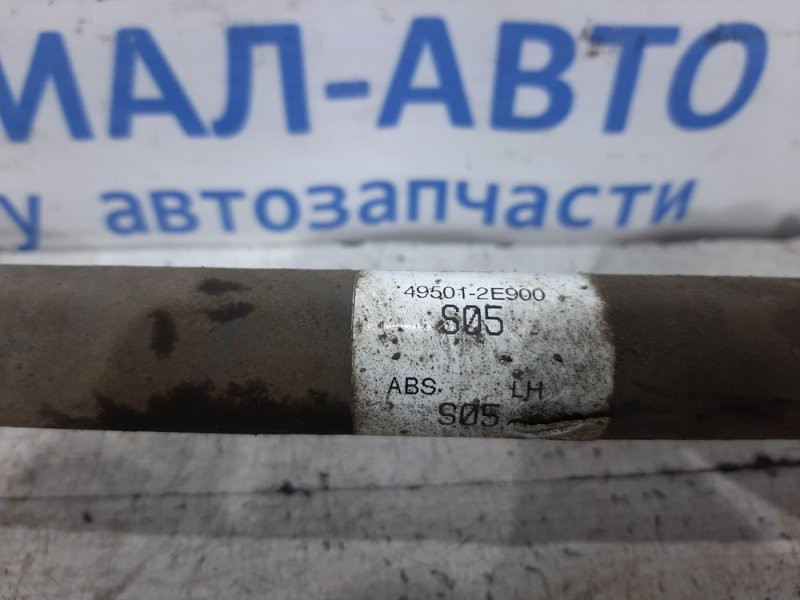 МАЛ-АВТО
у автозапчасти
49501-2E900
S05
ABS LH
S05